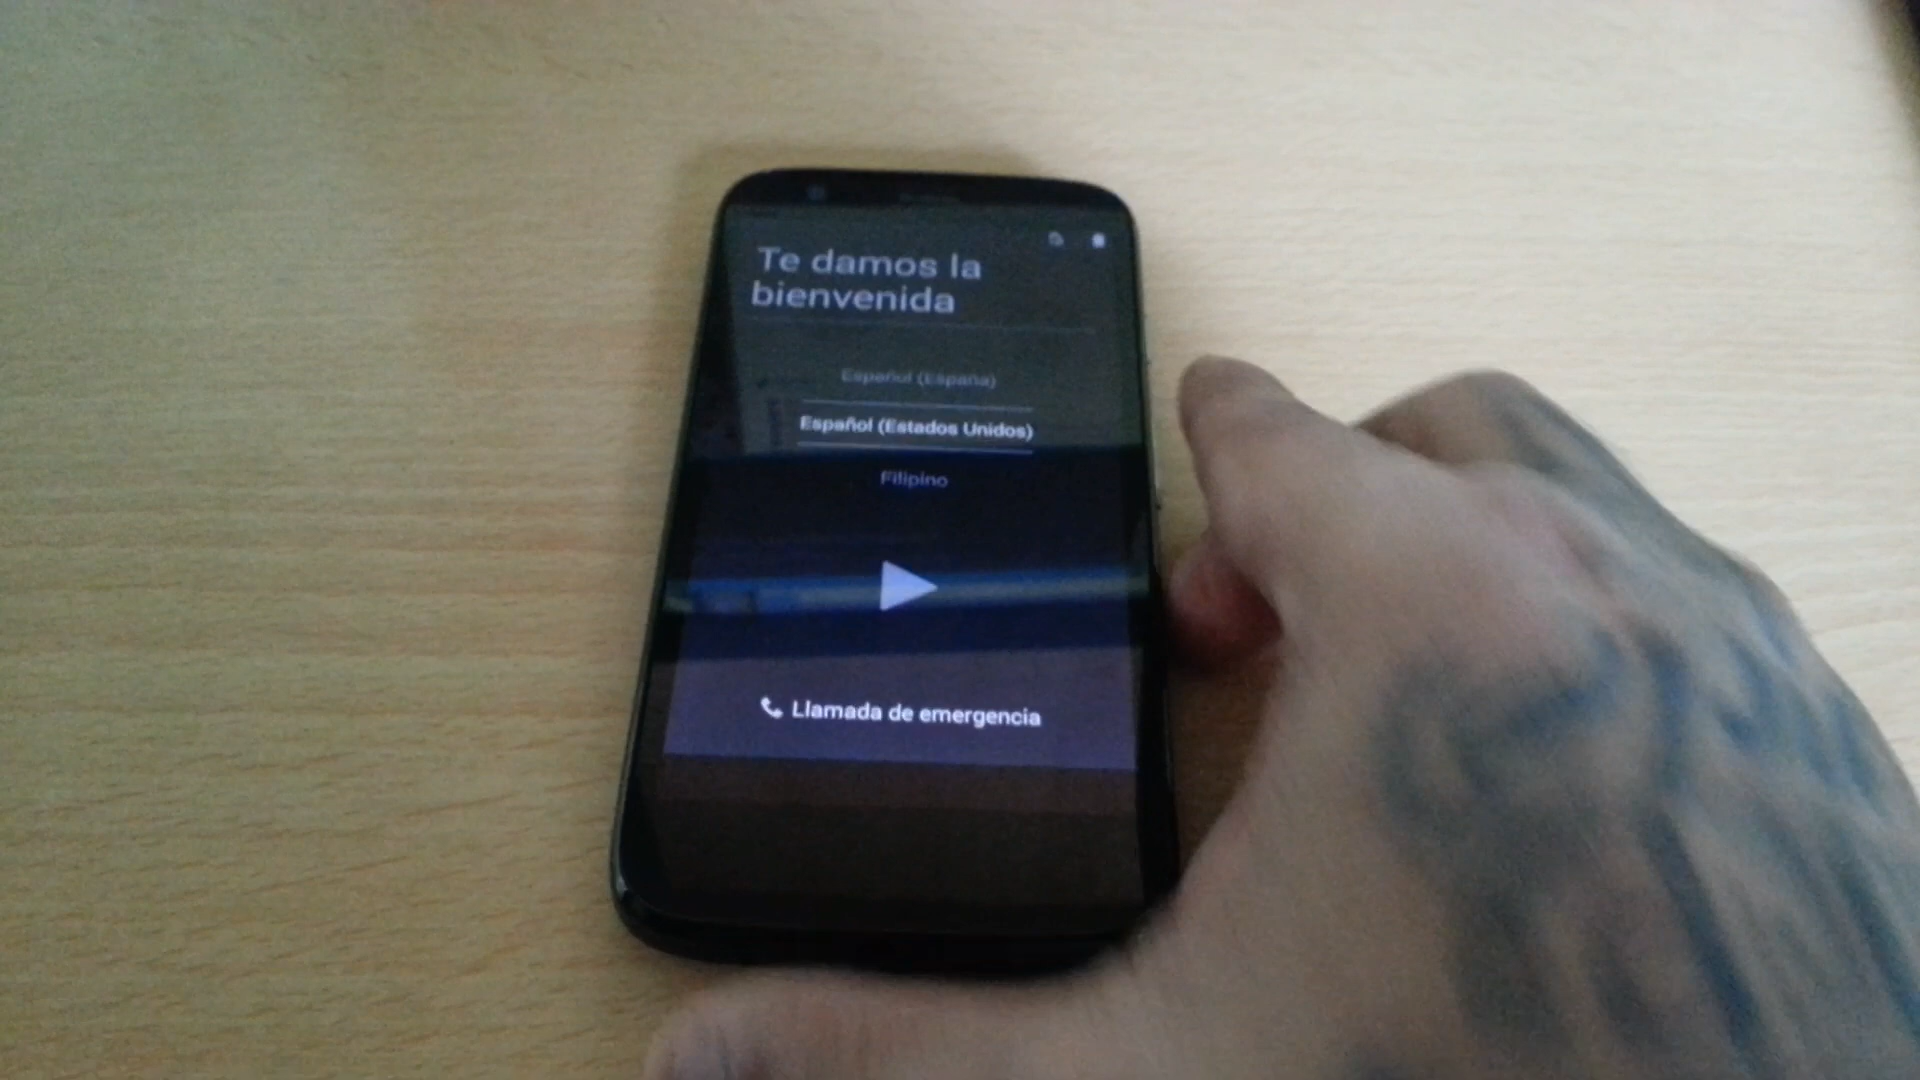 Te damos la
bienvenida
Español (España)
Español (Estados Unidos)
Filipino
Llamada de emergencia